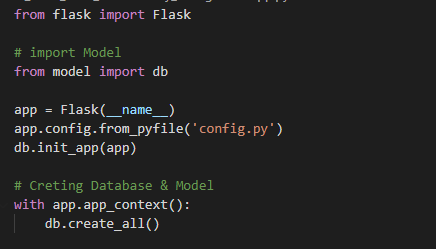 from flask import Flask
# import Model
from model import db
app = Flask(__name__)
app.config.from_pyfile('config.py')
db.init_app(app)
# Creting Database & Model
with app.app_context():
    db.create_all()